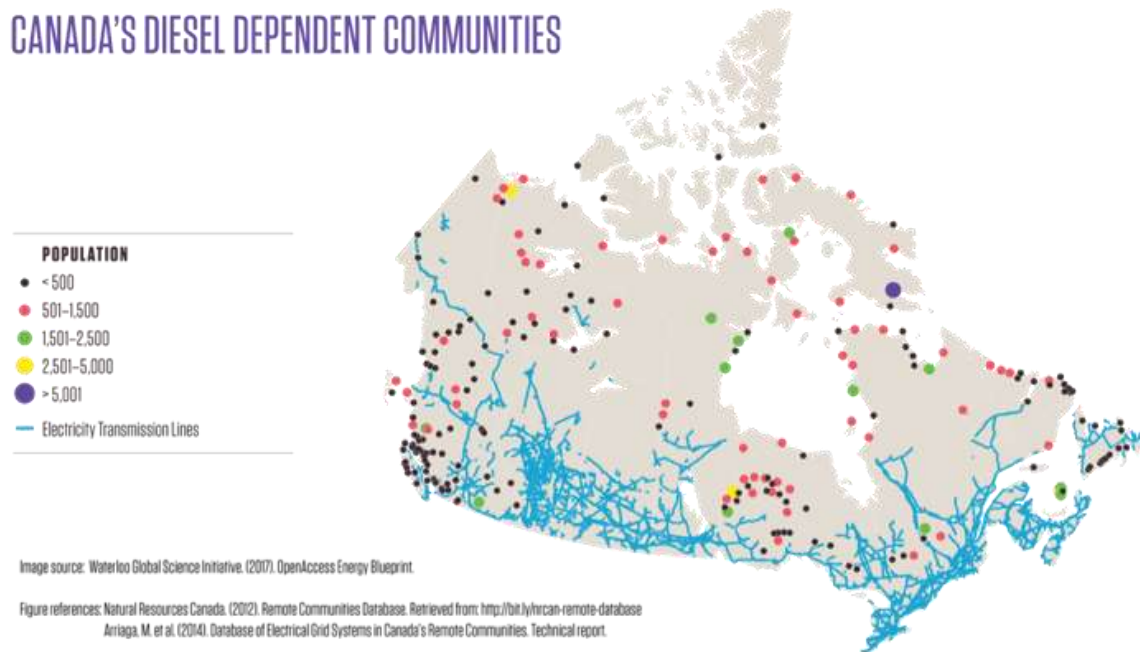 CANADA'S DIESEL DEPENDENT COMMUNITIES
POPULATION
< 500
501–1,500
1,501–2,500
2,501–5,000
> 5,001
Electricity Transmission Lines
Image source: Waterloo Global Science Initiative. (2017). OpenAccess Energy Blueprint.
Figure references: Natural Resources Canada. (2012). Remote Communities Database. Retrieved from: http://bit.ly/nrcan-remote-database
Arriaga, M. et al. (2014). Database of Electrical Grid Systems in Canada's Remote Communities. Technical report.